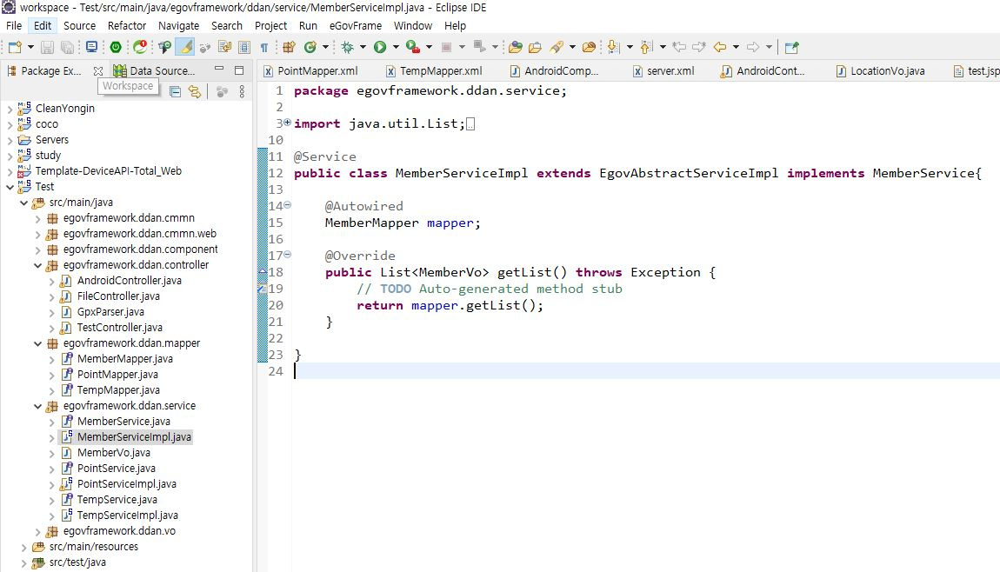 workspace - Test/src/main/java/egovframework/ddan/service/MemberServiceImpl.java - Eclipse IDE
File Edit Source Refactor Navigate Search Project Run eGovFrame Window Help
Package Ex... Data Source...
Workspace
PointMapper.xml TempMapper.xml AndroidComp... server.xml AndroidCont... LocationVo.java test.jsp
CleanYongin
coco
Servers
study
Template-DeviceAPI-Total_Web
Test
src/main/java
egovframework.ddan.cmmn
egovframework.ddan.cmmn.web
egovframework.ddan.component
egovframework.ddan.controller
AndroidController.java
FileController.java
GpxParser.java
TestController.java
egovframework.ddan.mapper
MemberMapper.java
PointMapper.java
TempMapper.java
egovframework.ddan.service
MemberService.java
MemberServiceImpl.java
MemberVo.java
PointService.java
PointServiceImpl.java
TempService.java
TempServiceImpl.java
egovframework.ddan.vo
src/main/resources
src/test/java
1 package egovframework.ddan.service;
2
3 import java.util.List;
10
11 @Service
12 public class MemberServiceImpl extends EgovAbstractServiceImpl implements MemberService{
13
14 @Autowired
15 MemberMapper mapper;
16
17 @Override
18 public List<MemberVo> getList() throws Exception {
19 // TODO Auto-generated method stub
20 return mapper.getList();
21 }
22
23 }
24